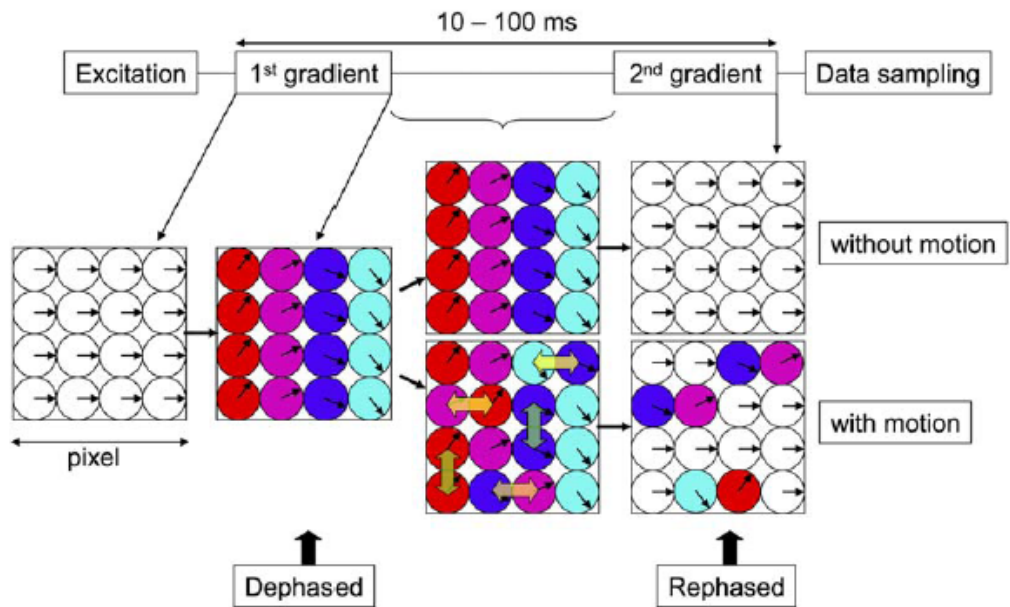 10 – 100 ms
Excitation
1st gradient
2nd gradient
Data sampling
without motion
with motion
pixel
Dephased
Rephased